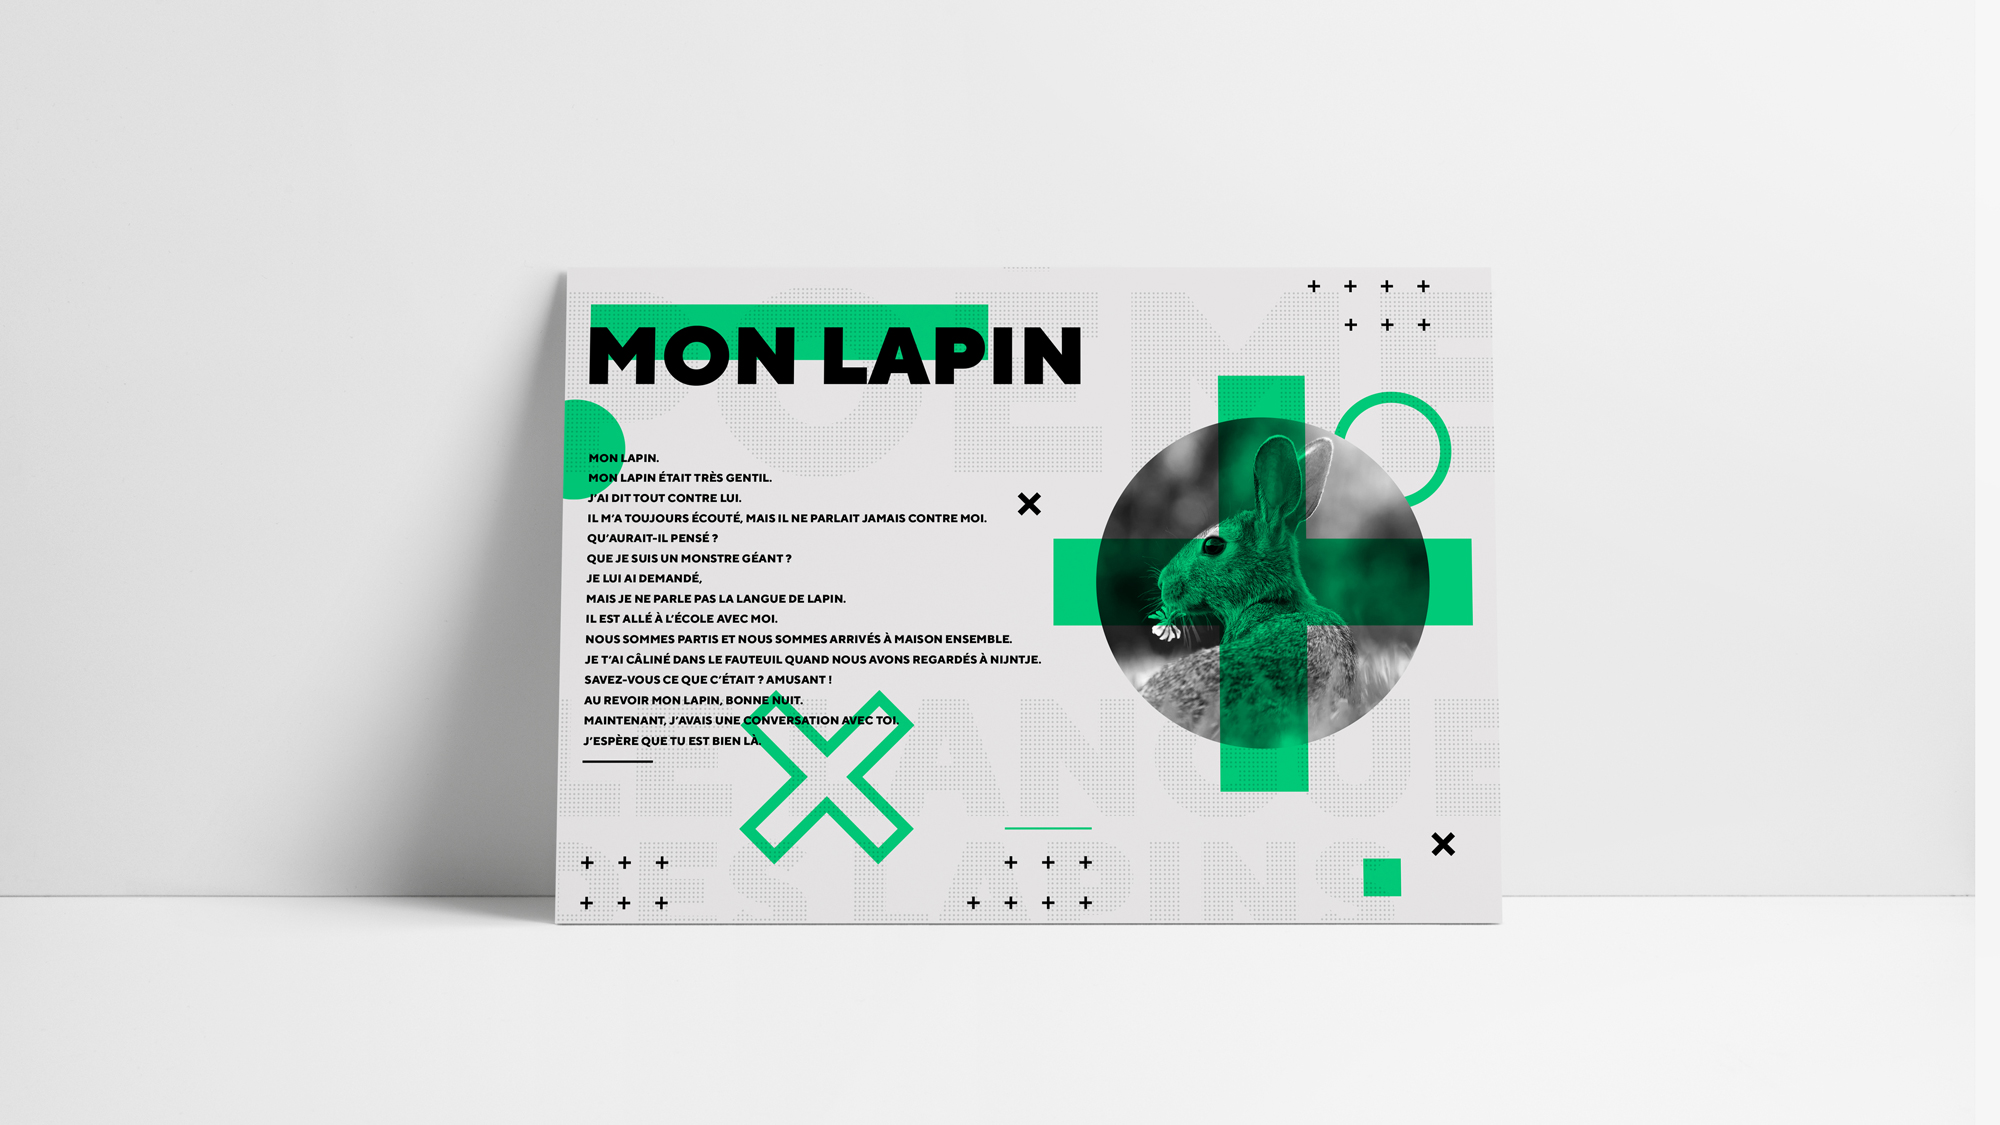 POEME
MON LAPIN
MON LAPIN.
MON LAPIN ÉTAIT TRÈS GENTIL.
J'AI DIT TOUT CONTRE LUI.
IL M'A TOUJOURS ÉCOUTÉ, MAIS IL NE PARLAIT JAMAIS CONTRE MOI.
QU'AURAIT-IL PENSÉ ?
QUE JE SUIS UN MONSTRE GÉANT ?
JE LUI AI DEMANDÉ,
MAIS JE NE PARLE PAS LA LANGUE DE LAPIN.
IL EST ALLÉ À L'ÉCOLE AVEC MOI.
NOUS SOMMES PARTIS ET NOUS SOMMES ARRIVÉS À MAISON ENSEMBLE.
JE T'AI CÂLINÉ DANS LE FAUTEUIL QUAND NOUS AVONS REGARDÉS À NIJNTJE.
SAVEZ-VOUS CE QUE C'ÉTAIT ? AMUSANT !
AU REVOIR MON LAPIN, BONNE NUIT.
MAINTENANT, J'AVAIS UNE CONVERSATION AVEC TOI.
J'ESPÈRE QUE TU EST BIEN LÀ.
LE LANGUE
DES LAPINS